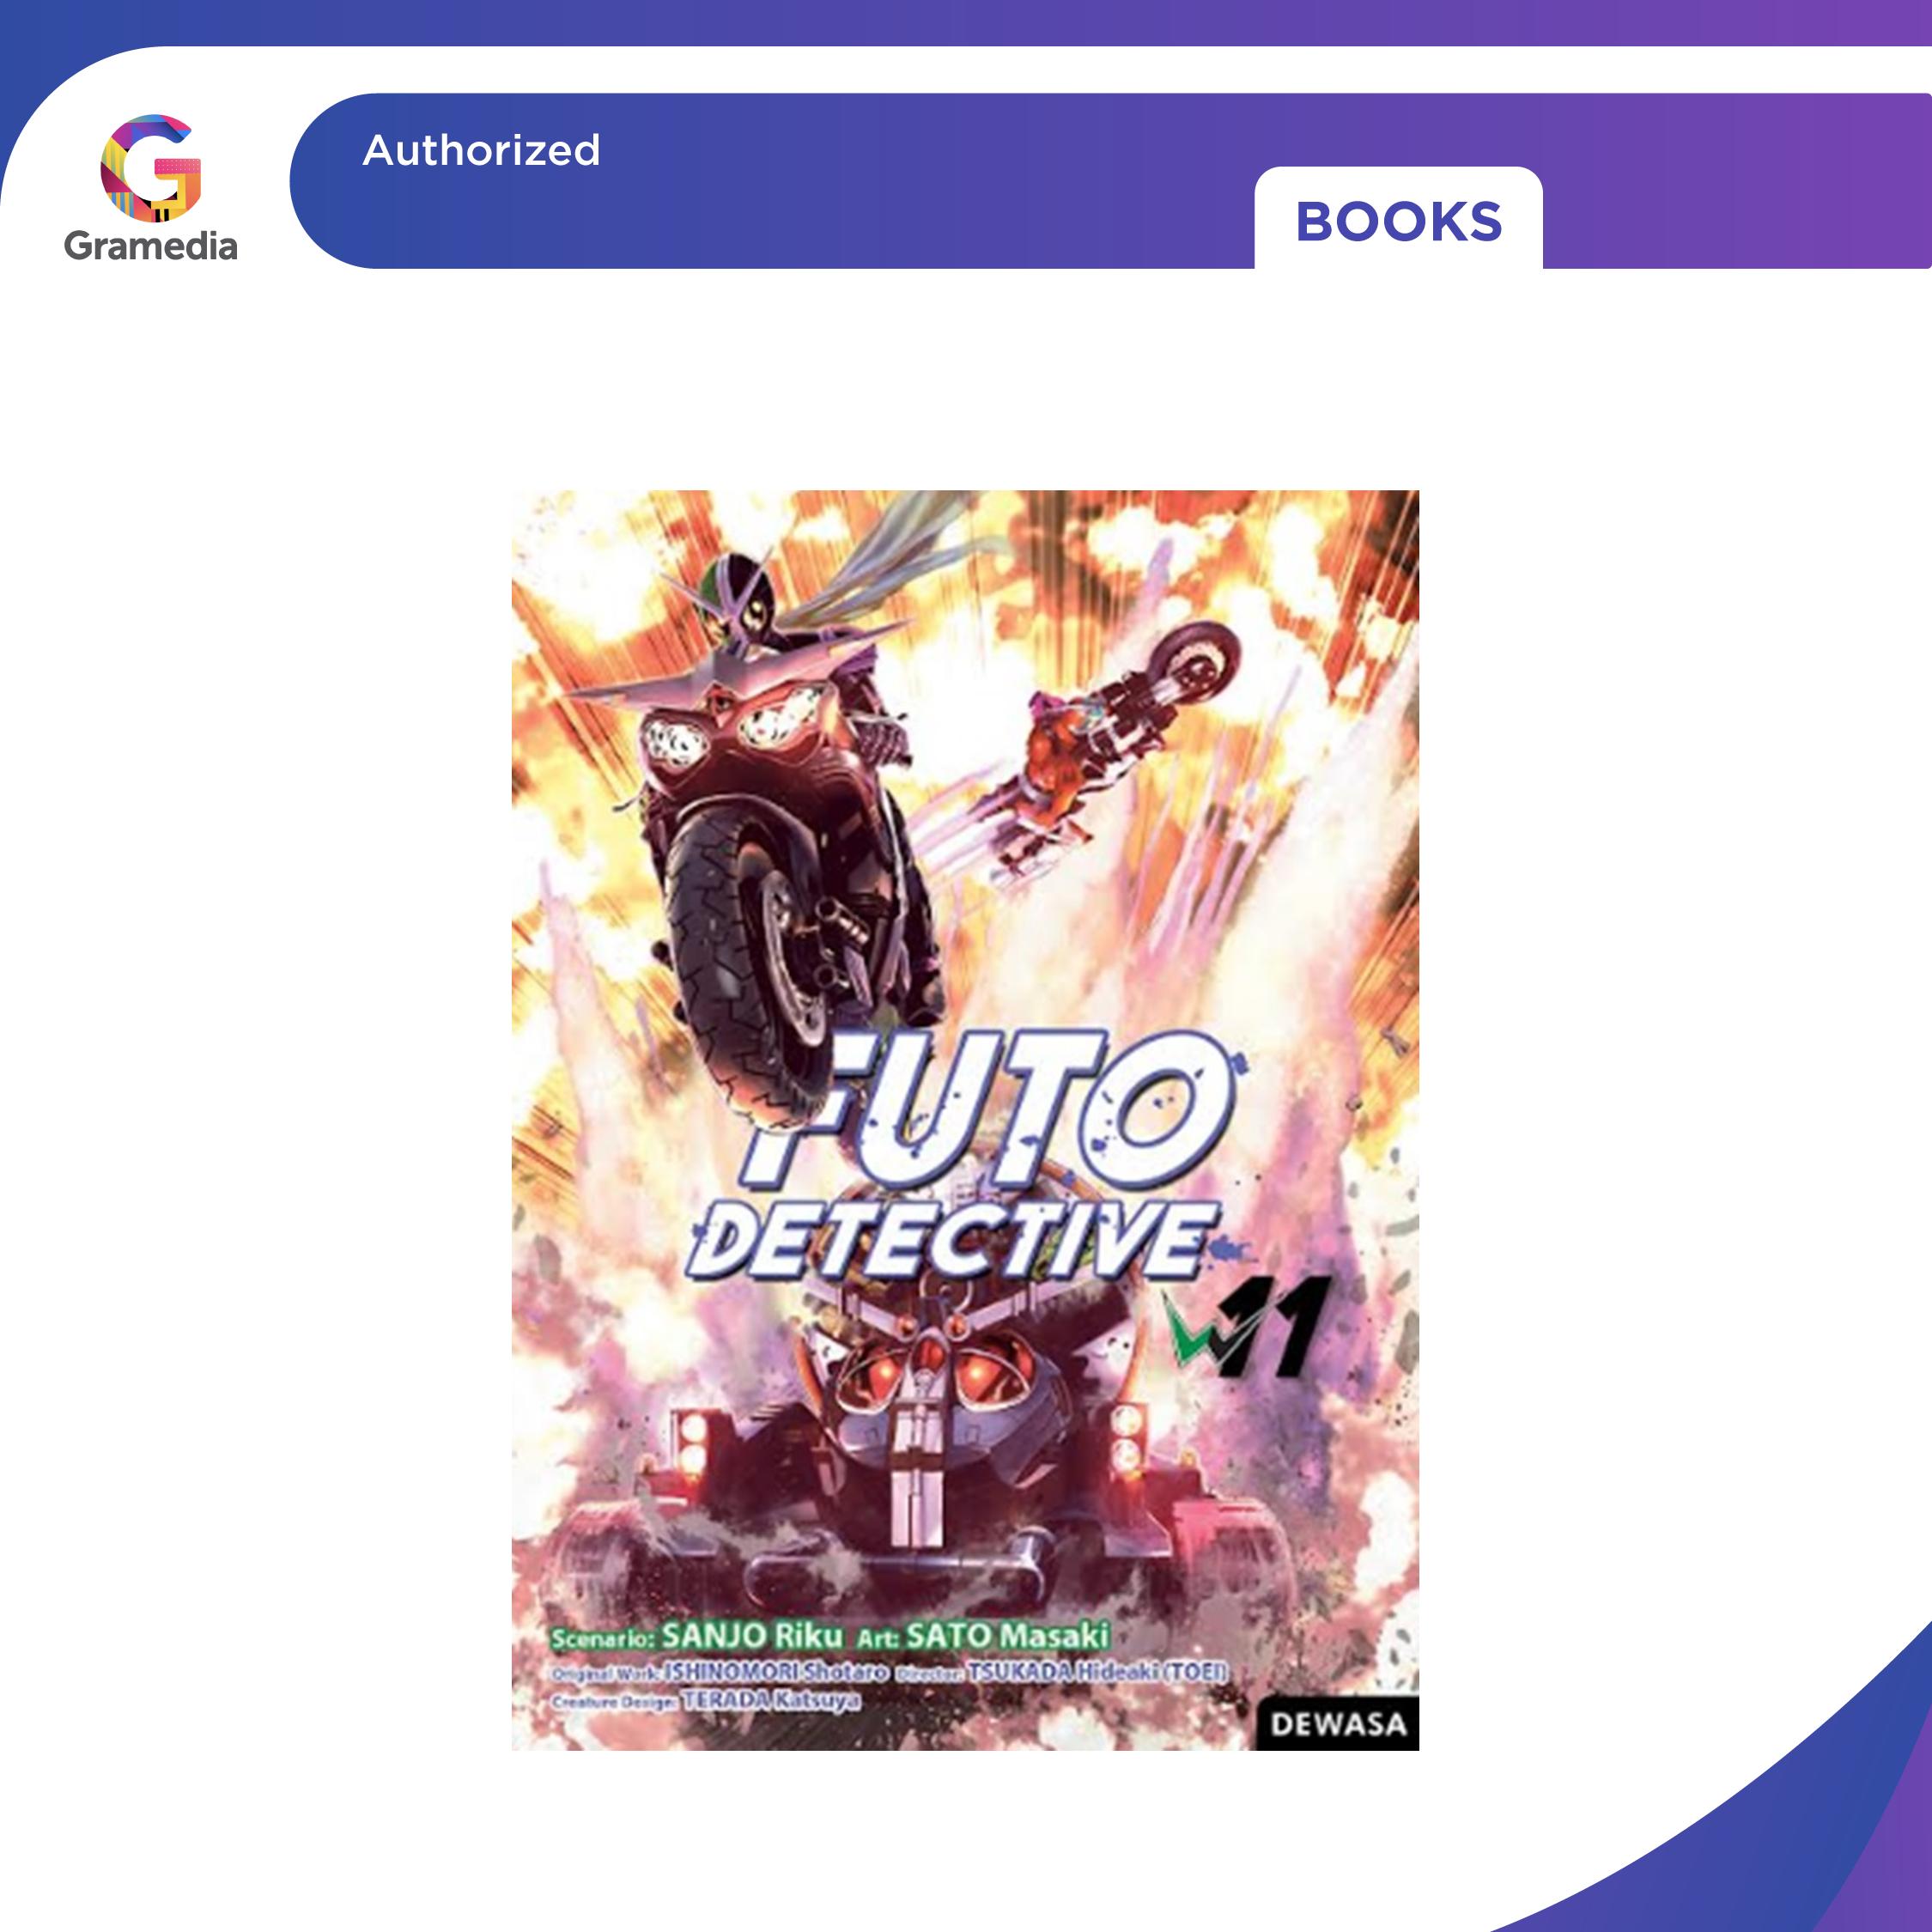 Authorized
BOOKS
Gramedia
FUTO
DETECTIVE
W11
Scenario: SANJO Riku Art: SATO Masaki
Original Work: ISHINOMORI Shotaro Director: TSUKADA Hideaki (TOEI)
Creature Design: TERADA Katsuya
DEWASA